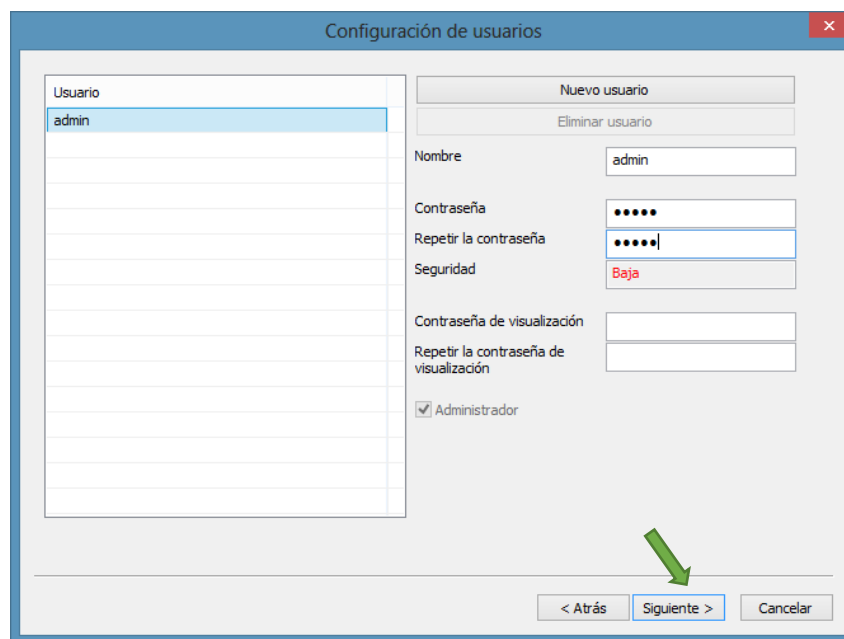 Configuración de usuarios
Usuario
admin
Nuevo usuario
Eliminar usuario
Nombre
admin
Contraseña
•••••
Repetir la contraseña
•••••
Seguridad
Baja
Contraseña de visualización
Repetir la contraseña de
visualización
Administrador
< Atrás
Siguiente >
Cancelar